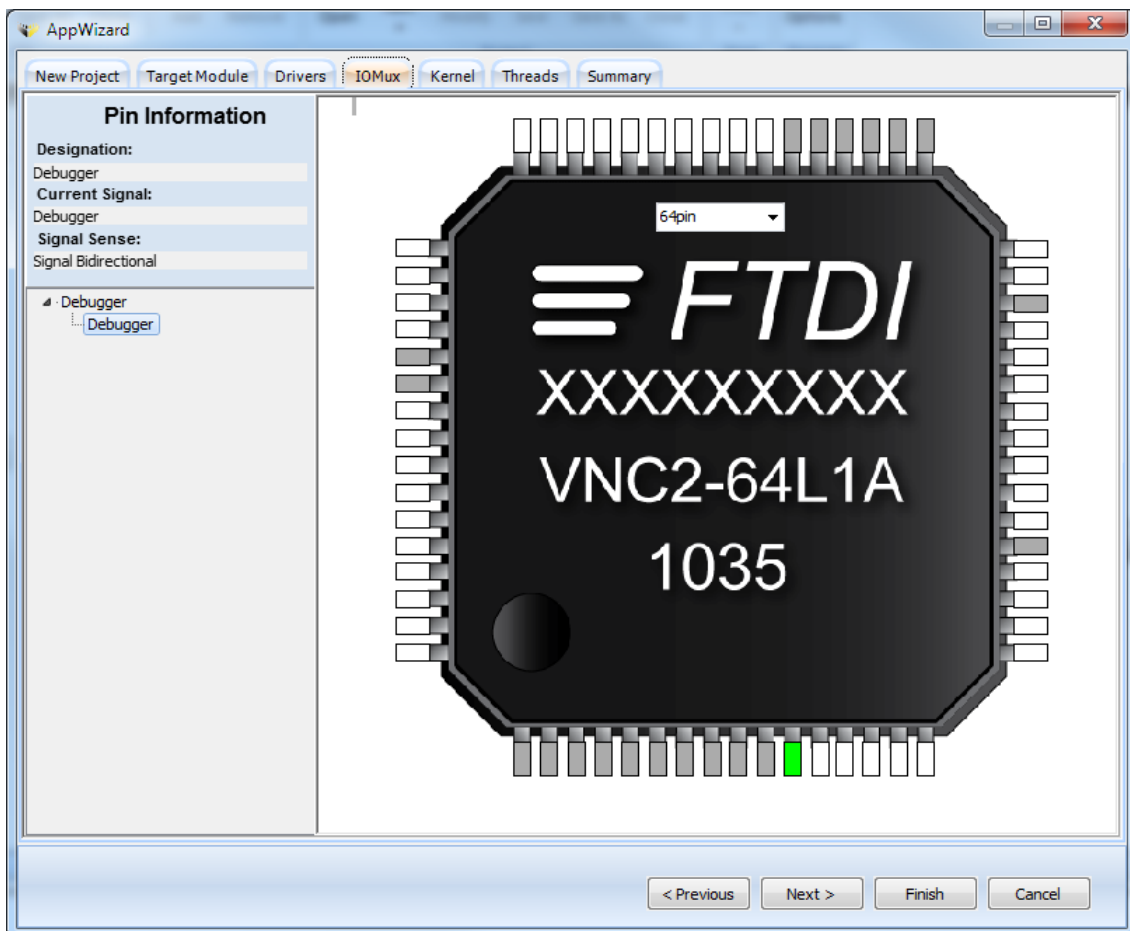 AppWizard
New Project Target Module Drivers IOMux Kernel Threads Summary
Pin Information
Designation:
Debugger
Current Signal:
Debugger
Signal Sense:
Signal Bidirectional
Debugger
Debugger
64pin
FTDI
XXXXXXXXX
VNC2-64L1A
1035
< Previous Next > Finish Cancel